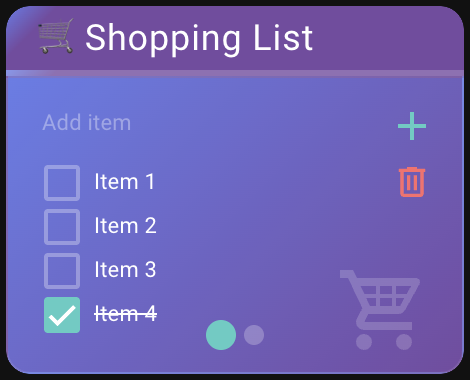 Shopping List
Add item
Item 1
Item 2
Item 3
Item 4